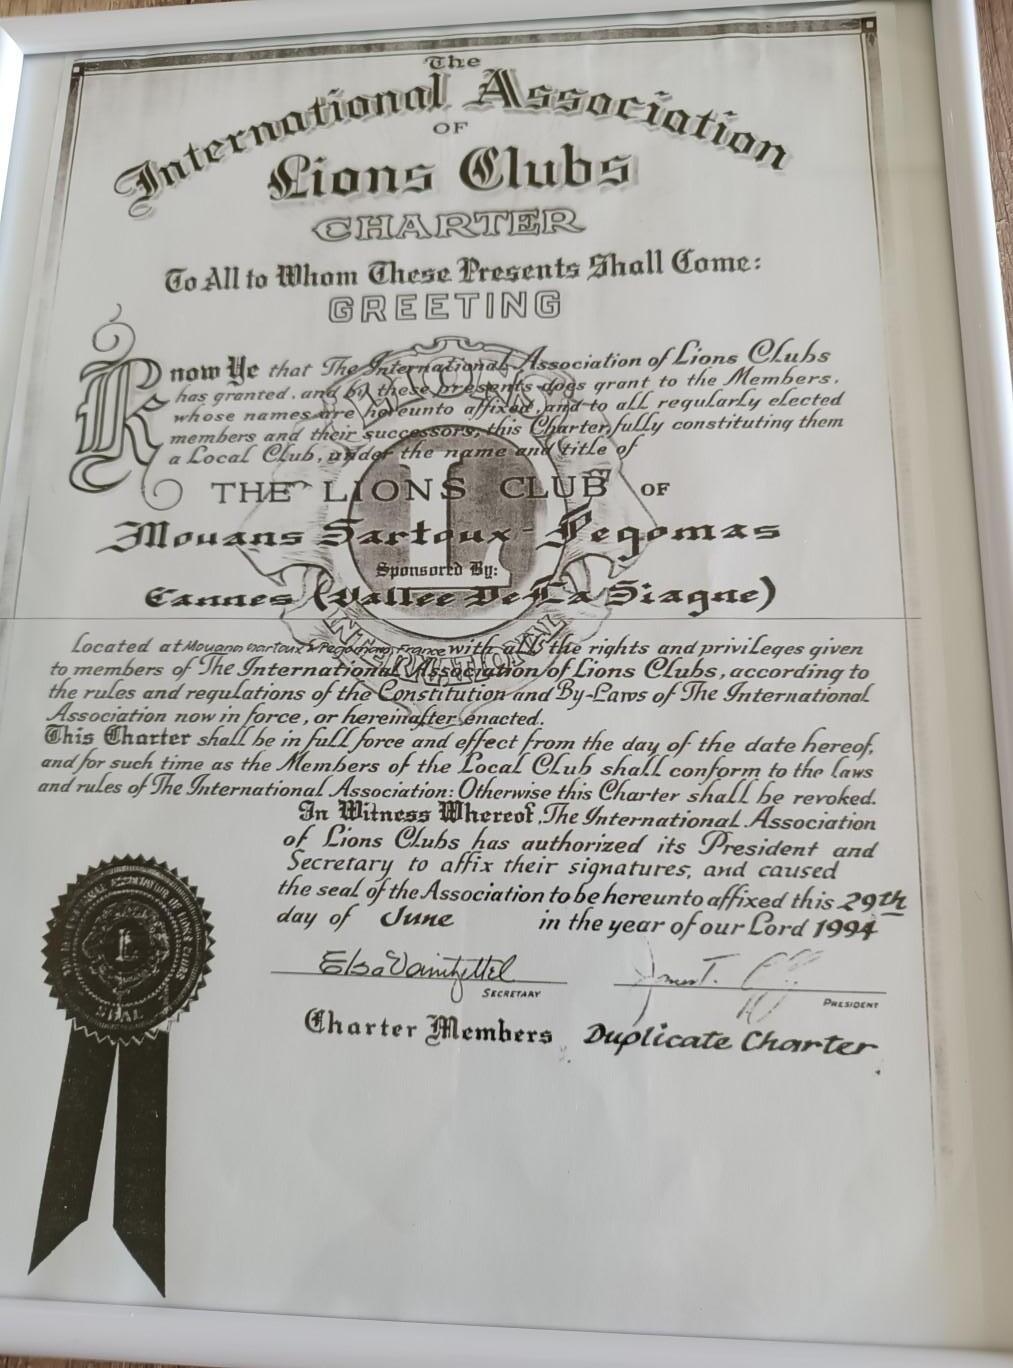 The
International Association
OF
Lions Clubs
CHARTER
To All to Whom These Presents Shall Come:
GREETING
Know Ye that The International Association of Lions Clubs
has granted, and by these presents does grant to the Members,
whose names are hereunto affixed, and to all regularly elected
members and their successors, this Charter, fully constituting them
a Local Club, under the name and title of
THE LIONS CLUB OF
Mouans Sartoux-Pegomas
Sponsored By:
Cannes (Vallee De La Siagne)
Located at Mouans Sartoux & Pegomas, France with all the rights and privileges given
to members of The International Association of Lions Clubs, according to
the rules and regulations of the Constitution and By-Laws of The International
Association now in force, or hereinafter enacted.
This Charter shall be in full force and effect from the day of the date hereof,
and for such time as the Members of the Local Club shall conform to the laws
and rules of The International Association: Otherwise this Charter shall be revoked.
In Witness Whereof, The International Association
of Lions Clubs has authorized its President and
Secretary to affix their signatures, and caused
the seal of the Association to be hereunto affixed this 29th
day of June in the year of our Lord 1994
SECRETARY
PRESIDENT
Charter Members Duplicate Charter
LIONS
L
INTERNATIONAL
L
SEAL